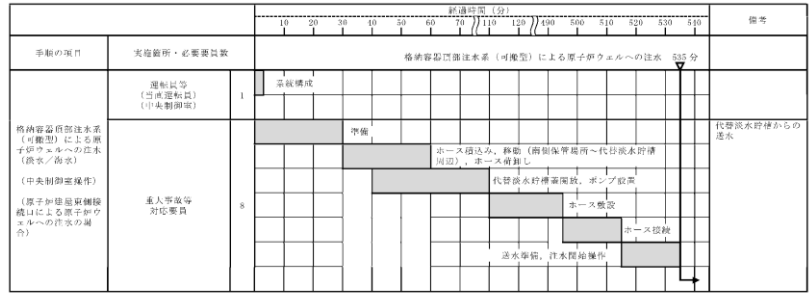 経過時間（分）
10 20 30 40 50 60 70 110 120 490 500 510 520 530 540
備考
手順の項目
実施箇所・必要要員数
格納容器頂部注水系（可搬型）による原子炉ウェルへの注水 535分
格納容器頂部注水系
（可搬型）による原
子炉ウェルへの注水
（淡水／海水）
（中央制御室操作）
（原子炉建屋東側接
続口による原子炉ウ
ェルへの注水の場
合）
運転員等
（当直運転員）
（中央制御室）
1
系統構成
重大事故等
対応要員
8
準備
ホース積込み，移動（南側保管場所～代替淡水貯槽
周辺），ホース荷卸し
代替淡水貯槽蓋開放，ポンプ設置
ホース敷設
ホース接続
送水準備，注水開始操作
代替淡水貯槽からの
送水